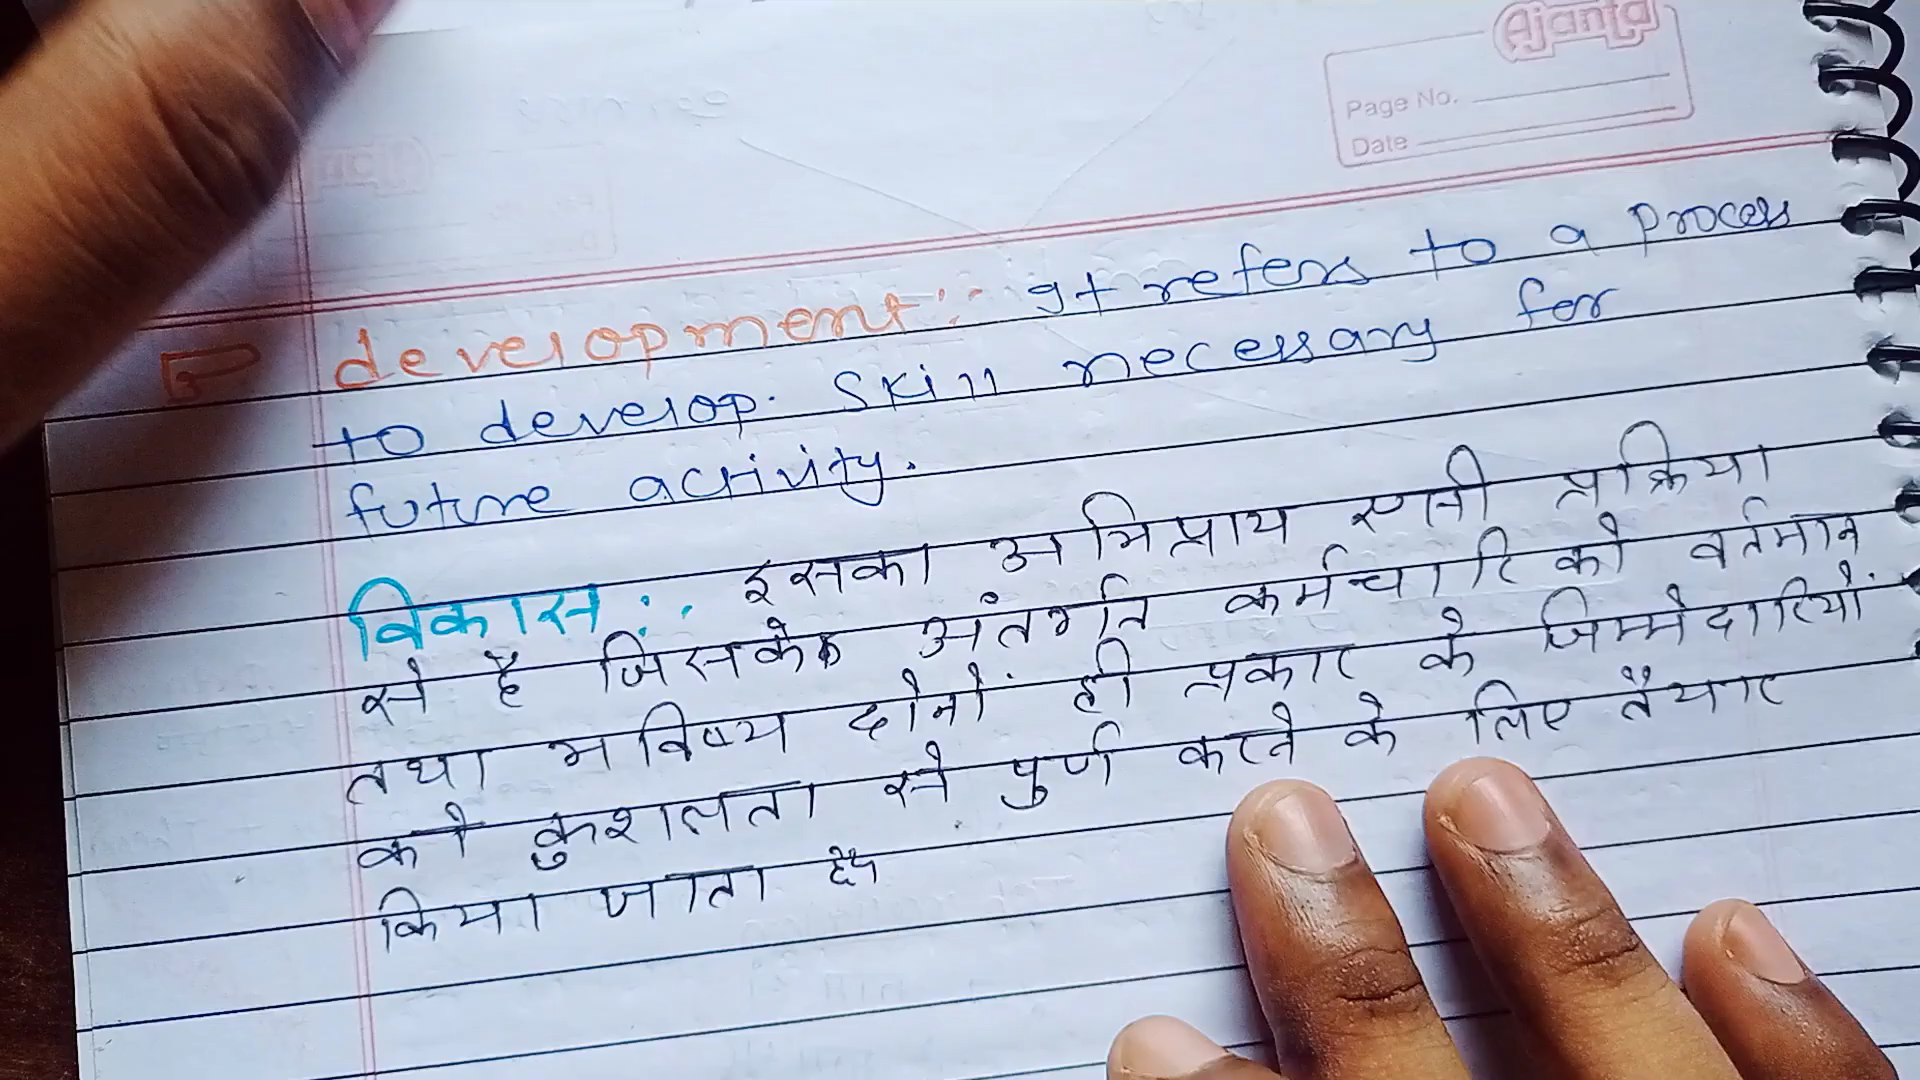 Ajanta
Page No.
Date
development:- It refers to a process
to develop. Skill necessary for
future activity.
विकास:. इसका अभिप्राय एसी प्रक्रिया
से है जिसके अंतर्गत कर्मचारि को वर्तमान
तथा भविष्य दोनों ही प्रकार के जिम्मेदारियों
को कुशलता से पुर्ण करने के लिए तैयार
किया जाता है